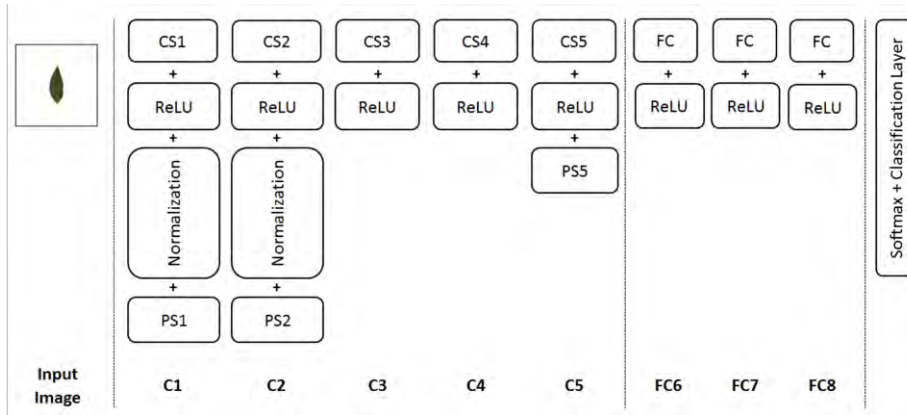 CS1 CS2 CS3 CS4 CS5 FC FC FC
+ + + + + + + +
ReLU ReLU ReLU ReLU ReLU ReLU ReLU ReLU
+ + +
Normalization Normalization PS5
+ +
PS1 PS2
Softmax + Classification Layer
Input
Image
C1 C2 C3 C4 C5 FC6 FC7 FC8